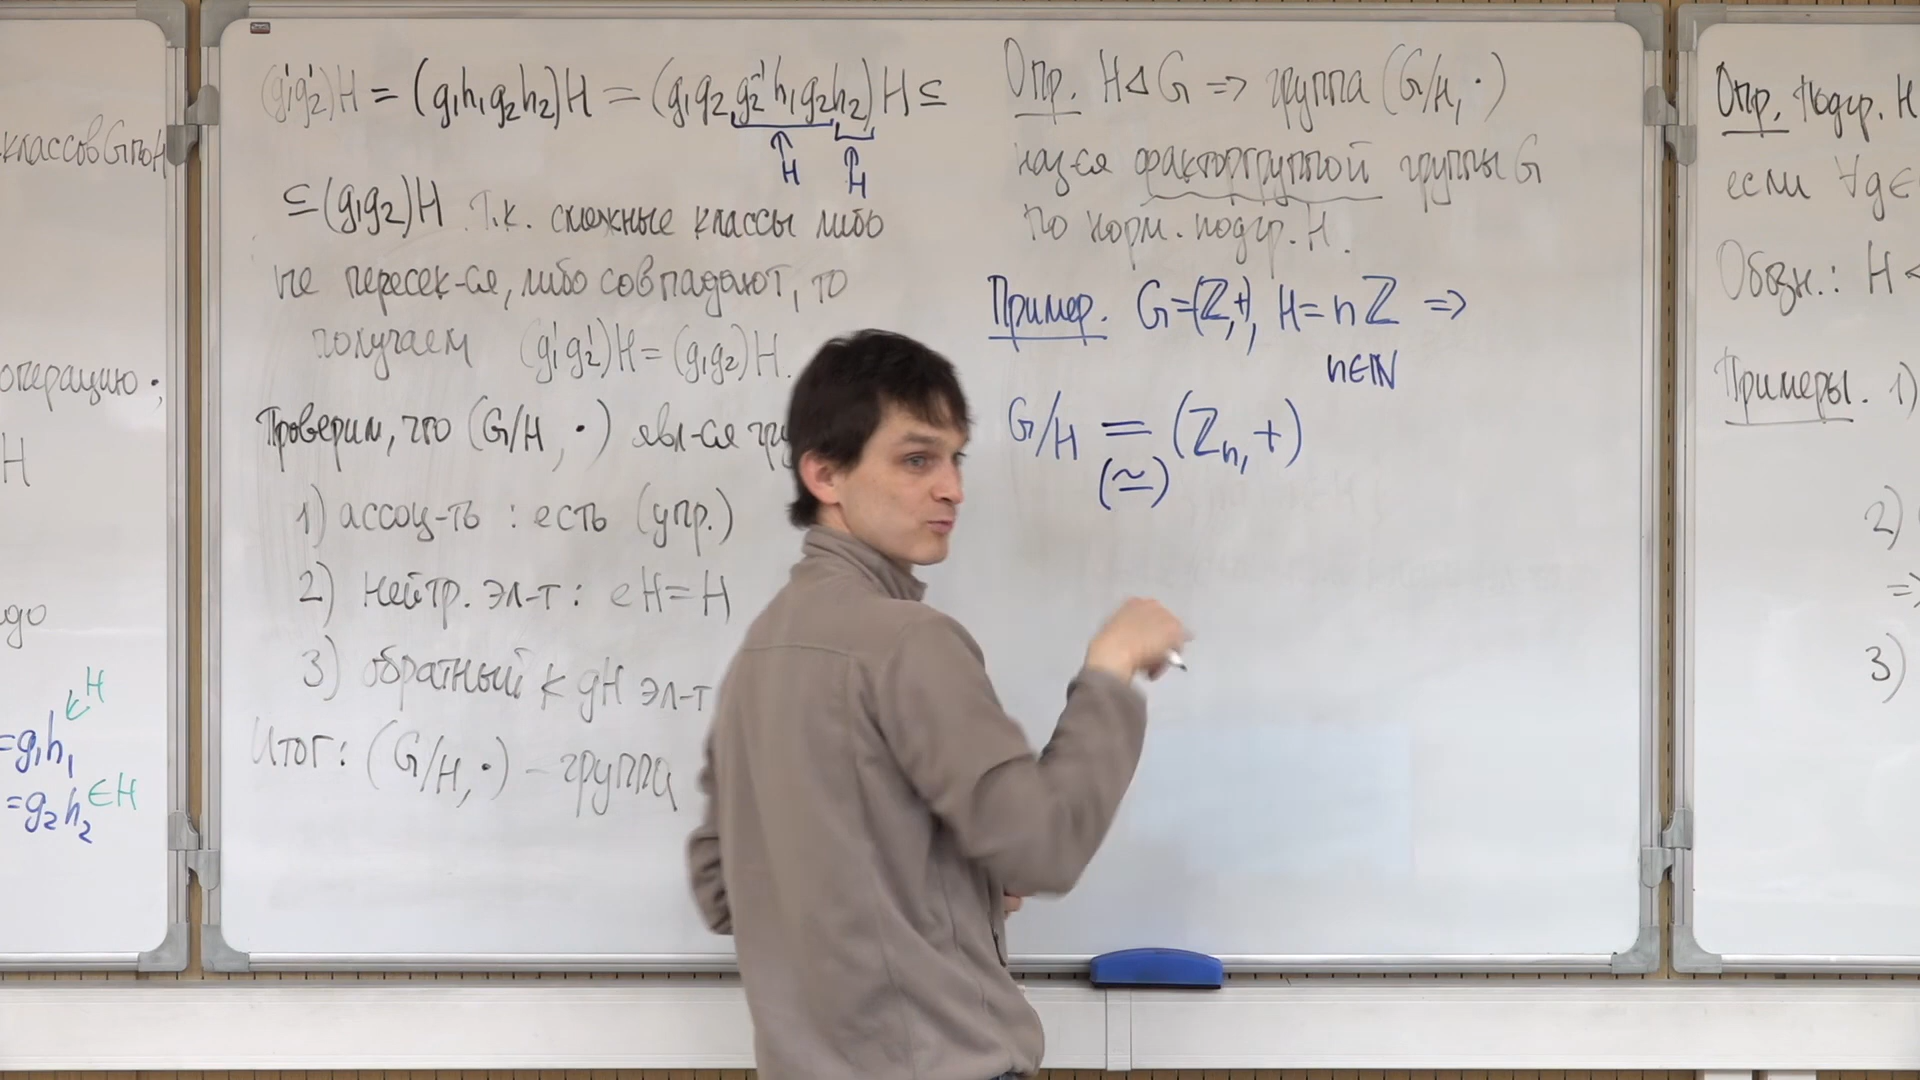 классов G по H
операцию ·;
H
до
∈H
=g₁h₁
=g₂h₂ ∈H
(g₁'g₂')H = (g₁h₁g₂h₂)H = (g₁g₂g₂⁻¹h₁g₂h₂)H ⊆
H H
⊆(g₁g₂)H т.к. смежные классы либо
не пересек-ся, либо совпадают, то
получаем (g₁'g₂')H = (g₁g₂)H.
Проверим, что (G/H, ·) явл-ся гру
1) ассоц-ть : есть (упр.)
2) нейтр. эл-т : eH = H
3) обратный к gH эл-т
Итог: (G/H, ·) – группа
Опр. H⊲G => группа (G/H, ·)
наз-ся факторгруппой группы G
по норм. подгр. H.
Пример. G=(ℤ,+), H=nℤ =>
n∈ℕ
G/H = (ℤₙ, +)
(≃)
Опр. Подгр. H
если ∀g∈
Обозн.: H ⊲
Примеры. 1)
2)
=>
3)